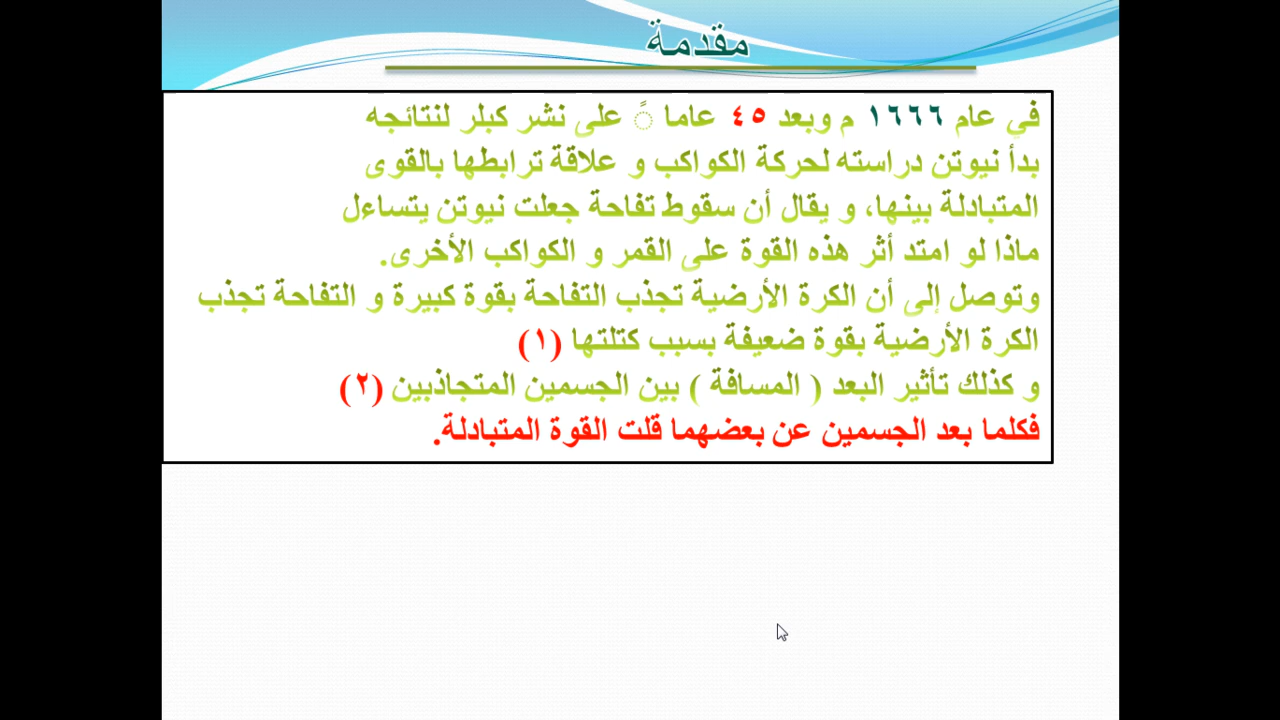 مقدمة
في عام ١٦٦٦ م وبعد ٤٥ عاما ً على نشر كبلر لنتائجه
بدأ نيوتن دراسته لحركة الكواكب و علاقة ترابطها بالقوى
المتبادلة بينها، و يقال أن سقوط تفاحة جعلت نيوتن يتساءل
ماذا لو امتد أثر هذه القوة على القمر و الكواكب الأخرى.
وتوصل إلى أن الكرة الأرضية تجذب التفاحة بقوة كبيرة و التفاحة تجذب
الكرة الأرضية بقوة ضعيفة بسبب كتلتها (١)
و كذلك تأثير البعد ( المسافة ) بين الجسمين المتجاذبين (٢)
فكلما بعد الجسمين عن بعضهما قلت القوة المتبادلة.